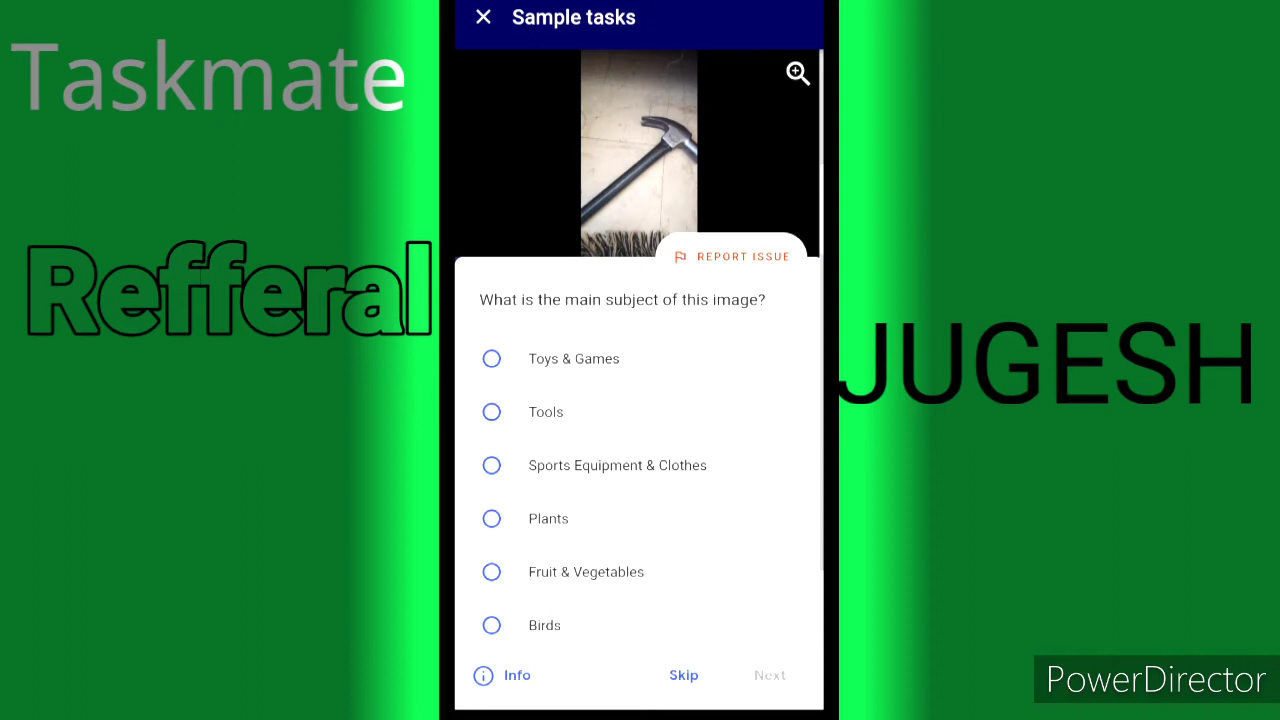 Taskmate
Refferal
JUGESH
Sample tasks
REPORT ISSUE
What is the main subject of this image?
Toys & Games
Tools
Sports Equipment & Clothes
Plants
Fruit & Vegetables
Birds
Info
Skip
Next
PowerDirector